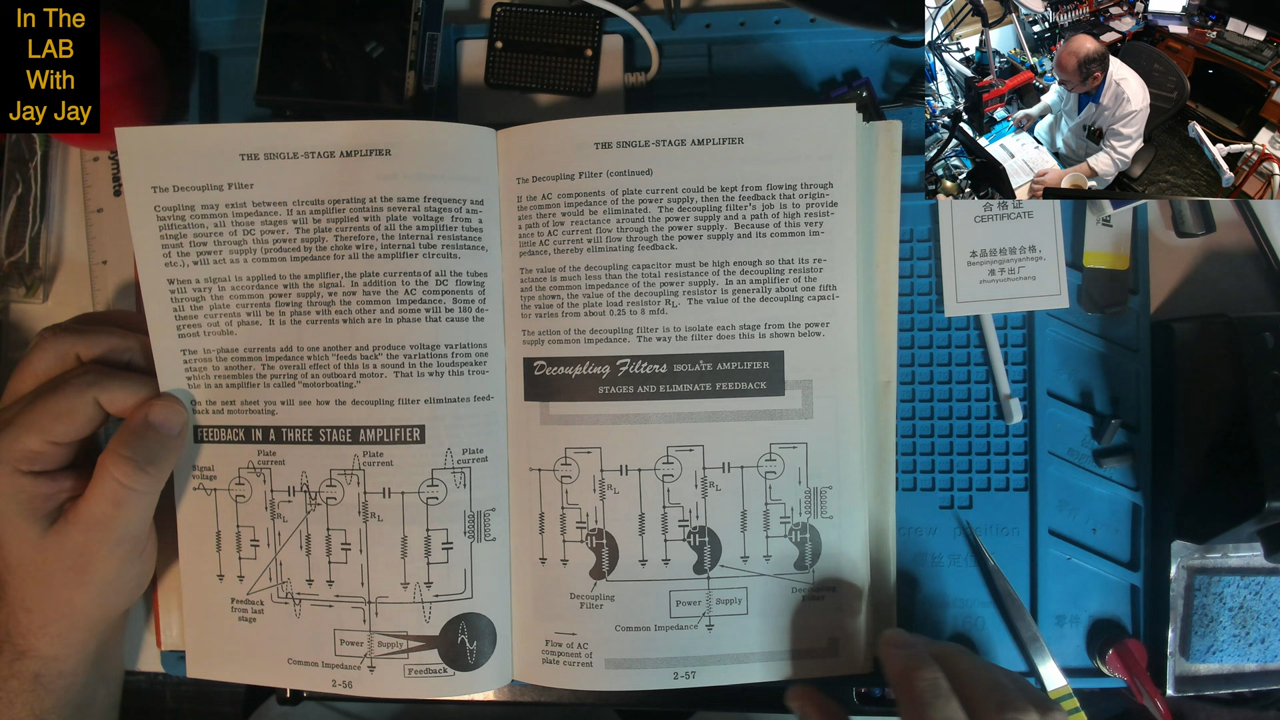 In The
LAB
With
Jay Jay
THE SINGLE-STAGE AMPLIFIER
The Decoupling Filter
Coupling may exist between circuits operating at the same frequency and
having common impedance. If an amplifier contains several stages of am-
plification, all those stages will be supplied with plate voltage from a
single source of DC power. The plate currents of all the amplifier tubes
must flow through this power supply. Therefore, the internal resistance
of the power supply (produced by the choke wire, internal tube resistance,
etc.), will act as a common impedance for all the amplifier circuits.
When a signal is applied to the amplifier, the plate currents of all the tubes
will vary in accordance with the signal. In addition to the DC flowing
through the common power supply, we now have the AC components of
all the plate currents flowing through the common impedance. Some of
these currents will be in phase with each other and some will be 180 de-
grees out of phase. It is the currents which are in phase that cause the
most trouble.
The in-phase currents add to one another and produce voltage variations
across the common impedance which "feeds back" the variations from one
stage to another. The overall effect of this is a sound in the loudspeaker
which resembles the purring of an outboard motor. That is why this trou-
ble in an amplifier is called "motorboating."
On the next sheet you will see how the decoupling filter eliminates feed-
back and motorboating.
FEEDBACK IN A THREE STAGE AMPLIFIER
Signal
voltage
Plate
current
Plate
current
Plate
current
RL
RL
Feedback
from last
stage
Power Supply
Common Impedance
Feedback
2-56
THE SINGLE-STAGE AMPLIFIER
The Decoupling Filter (continued)
If the AC components of plate current could be kept from flowing through
the common impedance of the power supply, then the feedback that origin-
ates there would be eliminated. The decoupling filter's job is to provide
a path of low reactance around the power supply and a path of high resist-
ance to AC current flow through the power supply. Because of this very
little AC current will flow through the power supply and its common im-
pedance, thereby eliminating feedback.
The value of the decoupling capacitor must be high enough so that its re-
actance is much less than the total resistance of the decoupling resistor
and the common impedance of the power supply. In an amplifier of the
type shown, the value of the decoupling resistor is generally about one fifth
the value of the plate load resistor RL. The value of the decoupling capaci-
tor varies from about 0.25 to 8 mfd.
The action of the decoupling filter is to isolate each stage from the power
supply common impedance. The way the filter does this is shown below.
Decoupling Filters ISOLATE AMPLIFIER
STAGES AND ELIMINATE FEEDBACK
RL
RL
Decoupling
Filter
Power Supply
Decoupling
Filter
Common Impedance
Flow of AC
component of
plate current
2-57
合格证
CERTIFICATE
本品经检验合格,
Benpinjingjianyanhege,
准予出厂
zhunyuchuchang
crew position